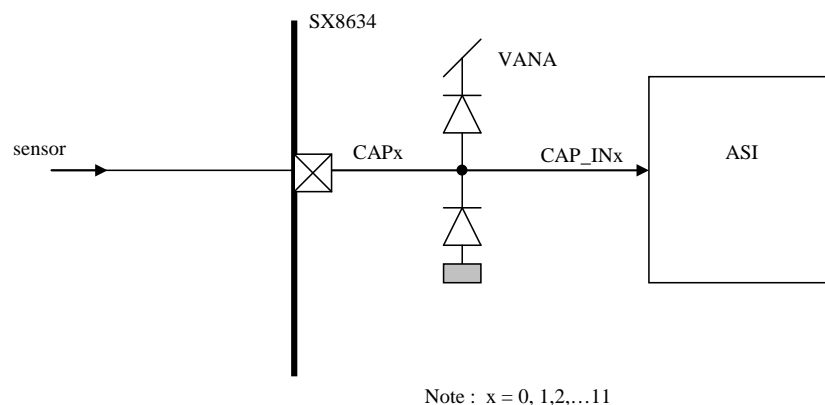 SX8634
VANA
sensor
CAPx
CAP_INx
ASI
Note : x = 0, 1,2,…11